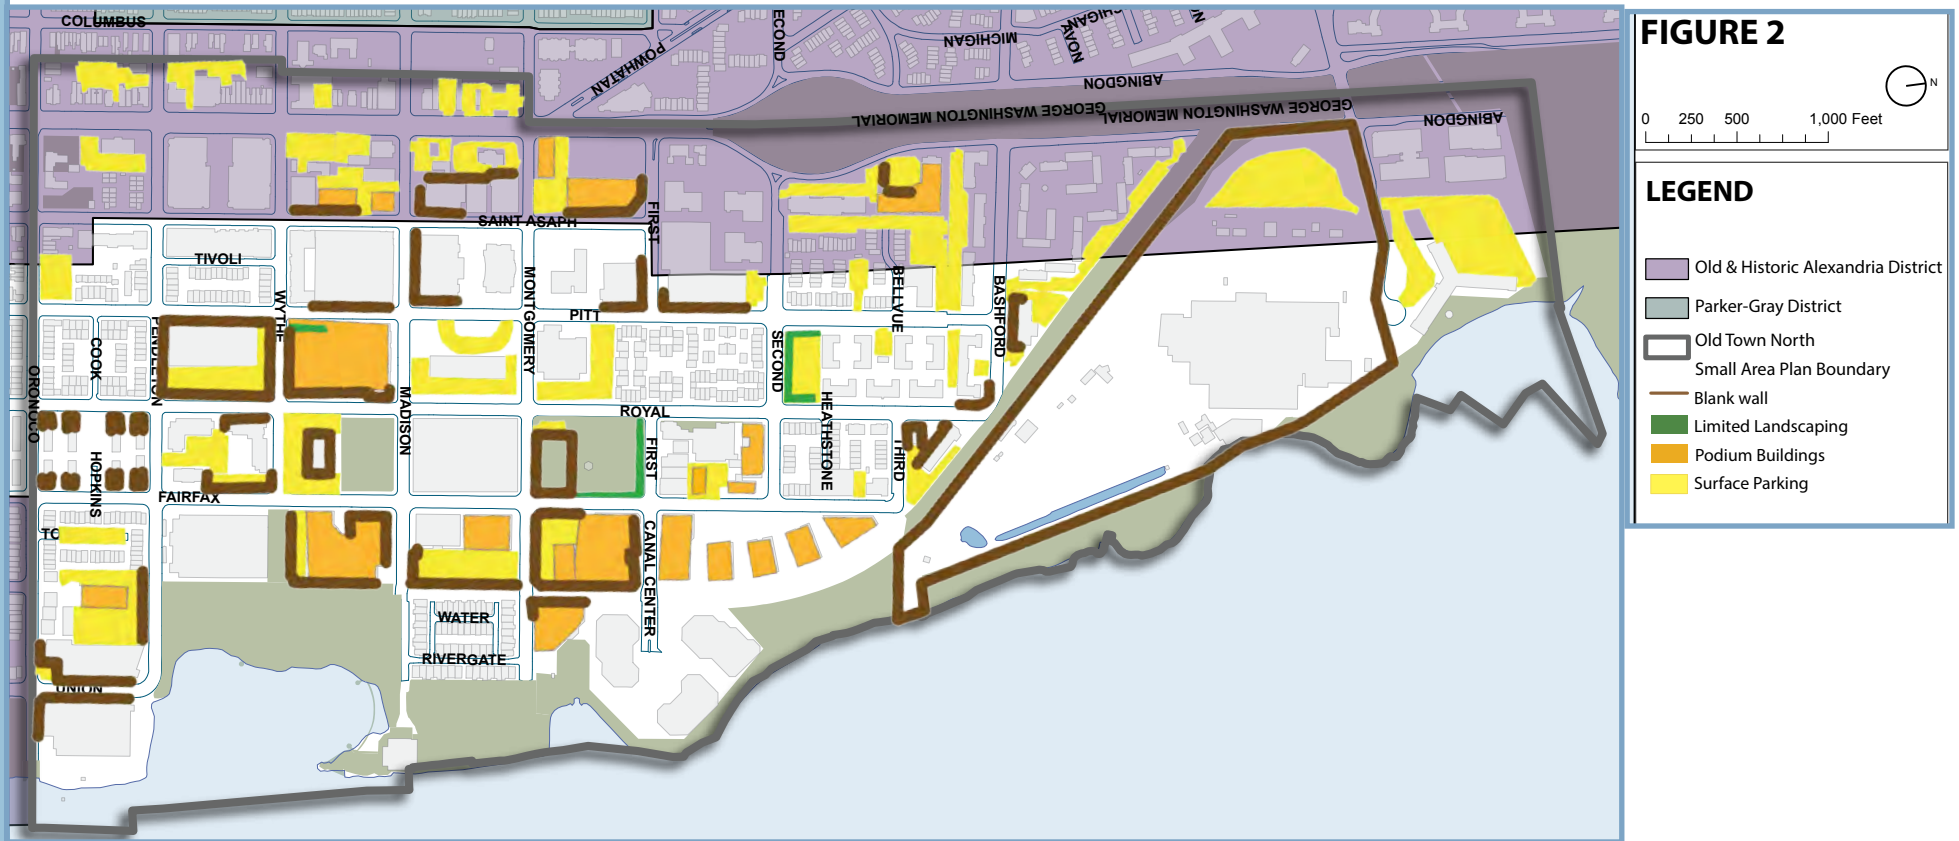 COLUMBUS
POWHATAN
ECOND
MICHIGAN
AVON
ABINGDON
GEORGE WASHINGTON MEMORIAL
GEORGE WASHINGTON MEMORIAL
ABINGDON
SAINT ASAPH
FIRST
TIVOLI
WYTHE
MONTGOMERY
PITT
BELLVUE
BASHFORD
SECOND
ORONOCO
COOK
MADISON
ROYAL
HEATHSTONE
THIRD
HOPKINS
FIRST
FAIRFAX
CANAL CENTER
WATER
RIVERGATE
UNION
FIGURE 2
N
0 250 500 1,000 Feet
LEGEND
Old & Historic Alexandria District
Parker-Gray District
Old Town North
Small Area Plan Boundary
Blank wall
Limited Landscaping
Podium Buildings
Surface Parking